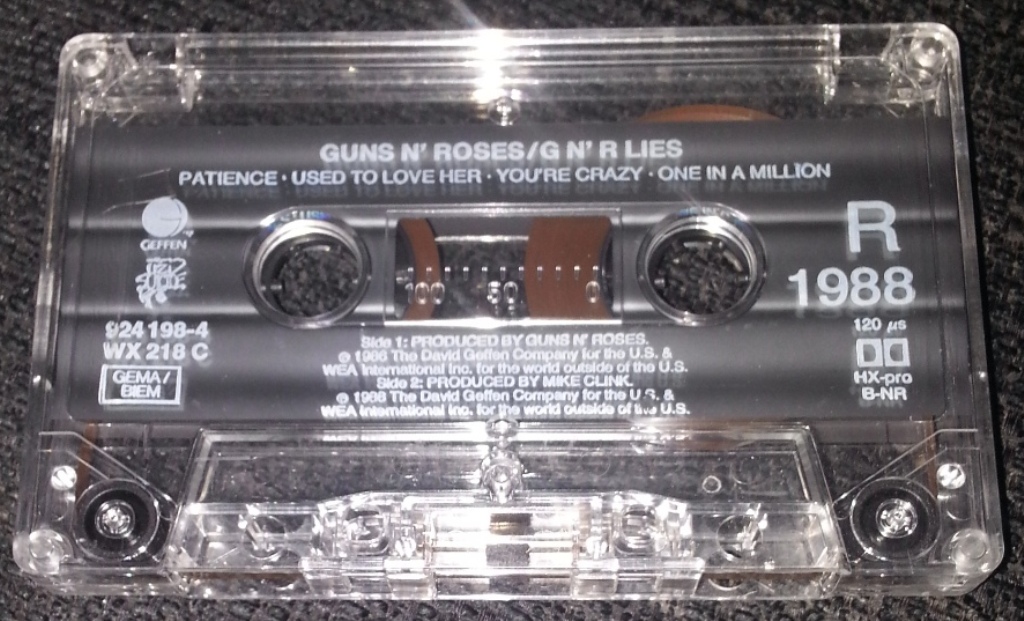 GUNS N' ROSES/G N' R LIES
PATIENCE · USED TO LOVE HER · YOU'RE CRAZY · ONE IN A MILLION
GEFFEN
R
1988
100 50 0
924 198-4
WX 218 C
GEMA/
BIEM
Side 1: PRODUCED BY GUNS N' ROSES.
℗ 1986 The David Geffen Company for the U.S. &
WEA International Inc. for the world outside of the U.S.
Side 2: PRODUCED BY MIKE CLINK.
℗ 1988 The David Geffen Company for the U.S. &
WEA International Inc. for the world outside of the U.S.
120 µs
HX-pro
B-NR